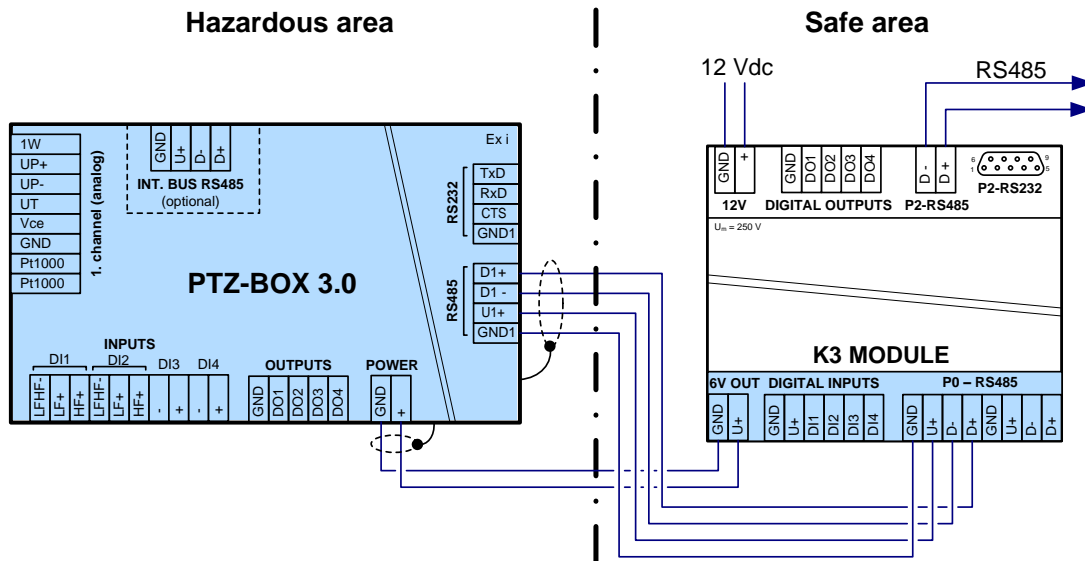 Hazardous area
Safe area
12 Vdc
RS485
1W
UP+
UP-
UT
Vce
GND
Pt1000
Pt1000
1. channel (analog)
GND
U+
D-
D+
INT. BUS RS485
(optional)
Ex i
TxD
RxD
CTS
GND1
RS232
D1+
D1 -
U1+
GND1
RS485
PTZ-BOX 3.0
INPUTS
DI1
DI2
DI3
DI4
LFHF-
LF+
HF+
LFHF-
LF+
HF+
-
+
-
+
OUTPUTS
GND
DO1
DO2
DO3
DO4
POWER
GND
+
GND
+
12V
GND
DO1
DO2
DO3
DO4
DIGITAL OUTPUTS
D -
D +
P2-RS485
6
9
1
5
P2-RS232
Um = 250 V
K3 MODULE
6V OUT
DIGITAL INPUTS
P0 – RS485
GND
U+
GND
U+
DI1
DI2
DI3
DI4
GND
U+
D-
D+
GND
U+
D-
D+